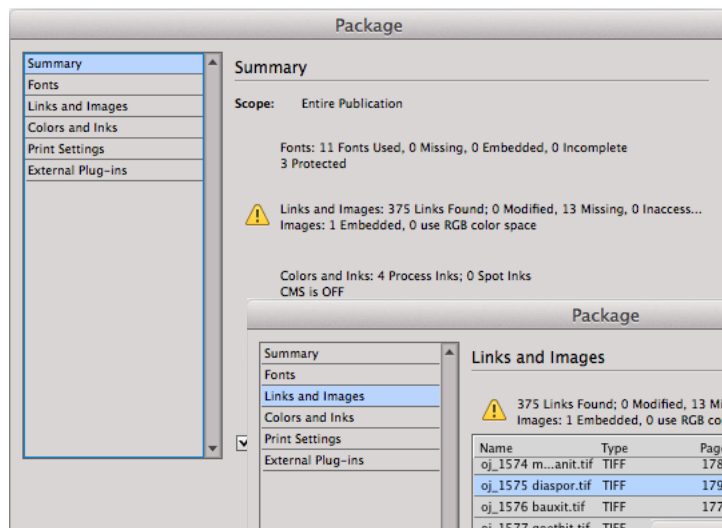 Package
Summary
Fonts
Links and Images
Colors and Inks
Print Settings
External Plug-ins
Summary
Scope: Entire Publication
Fonts: 11 Fonts Used, 0 Missing, 0 Embedded, 0 Incomplete
3 Protected
Links and Images: 375 Links Found; 0 Modified, 13 Missing, 0 Inaccess...
Images: 1 Embedded, 0 use RGB color space
Colors and Inks: 4 Process Inks; 0 Spot Inks
CMS is OFF
Package
Summary
Fonts
Links and Images
Colors and Inks
Print Settings
External Plug-ins
Links and Images
375 Links Found; 0 Modified, 13 Mi
Images: 1 Embedded, 0 use RGB co
Name Type Page
oj_1574 m...anit.tif TIFF 178
oj_1575 diaspor.tif TIFF 179
oj_1576 bauxit.tif TIFF 177